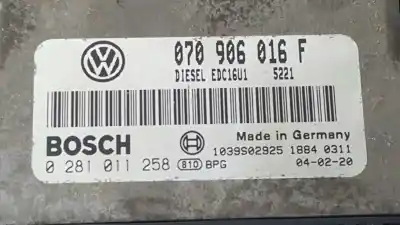 070 906 016 F
DIESEL EDC16U1 5221
BOSCH
Made in Germany
0 281 011 258 810 BPG
1039S02925 1884 0311
04-02-20